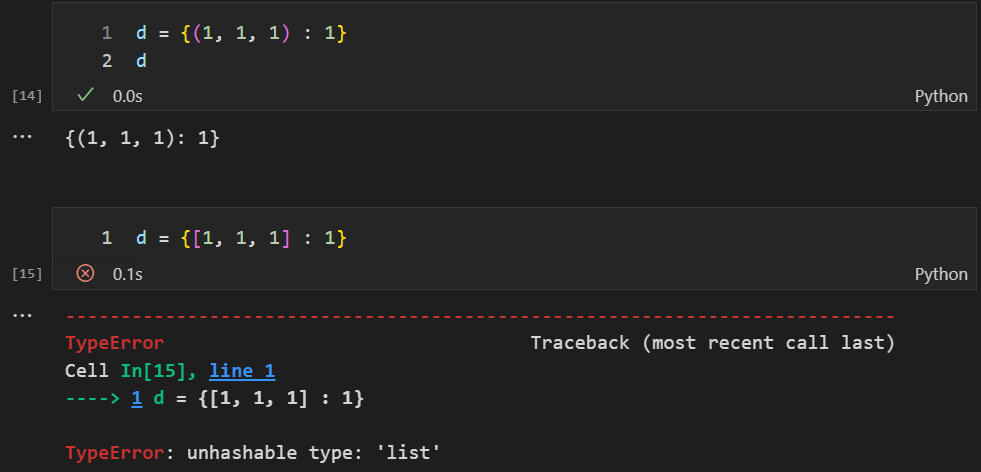 1 d = {(1, 1, 1) : 1}
2 d
[14] 0.0s Python
... {(1, 1, 1): 1}
1 d = {[1, 1, 1] : 1}
[15] 0.1s Python
... ---------------------------------------------------------------------------
TypeError Traceback (most recent call last)
Cell In[15], line 1
----> 1 d = {[1, 1, 1] : 1}
TypeError: unhashable type: 'list'